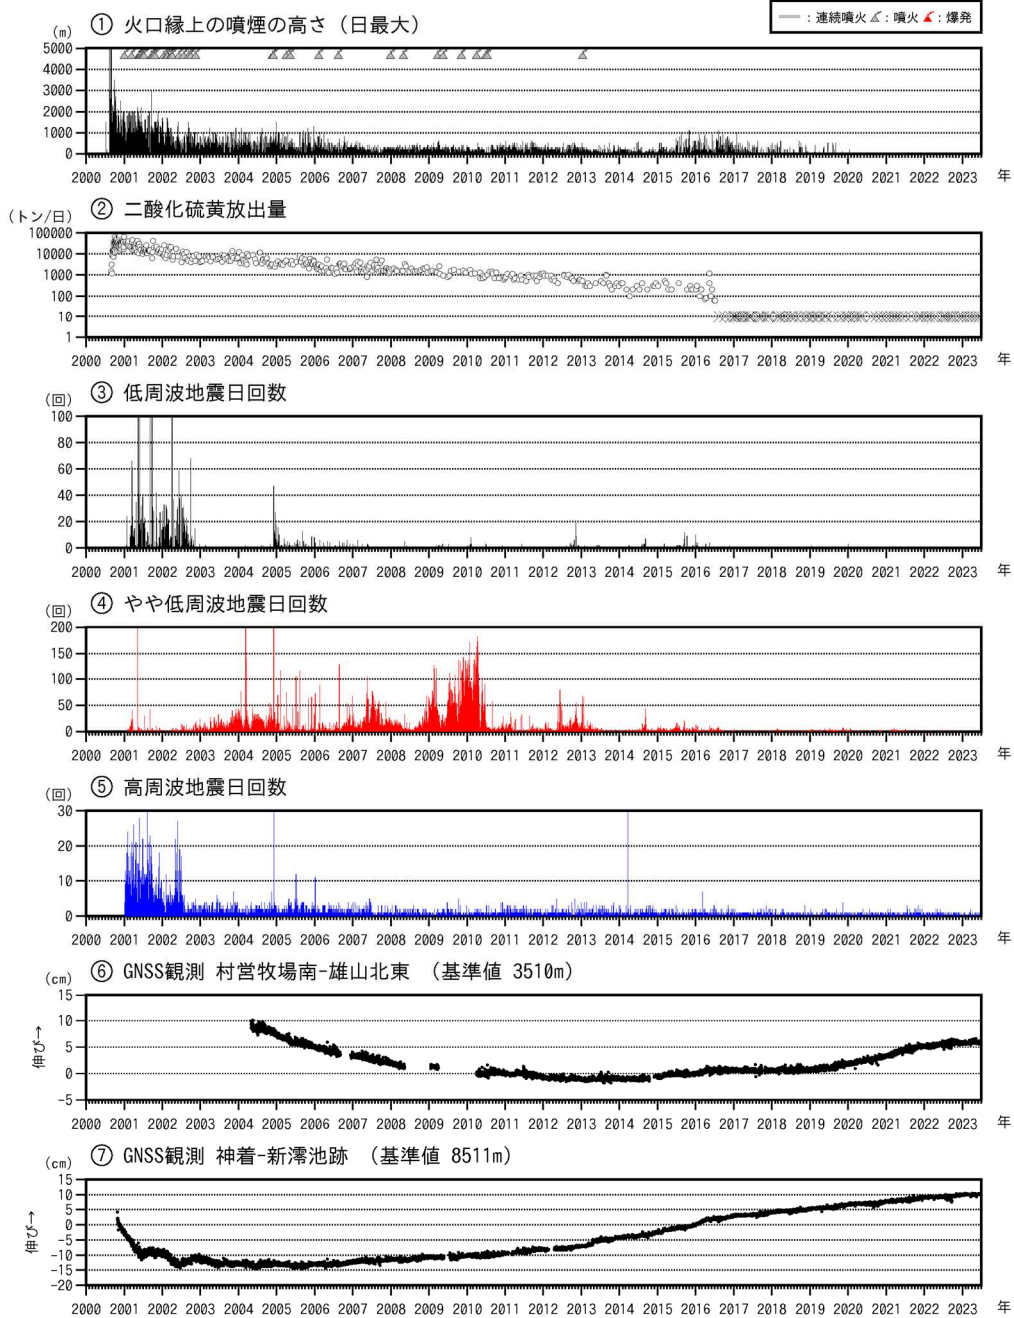 ：連続噴火 ：噴火 ：爆発
(m) ① 火口縁上の噴煙の高さ（日最大）
5000
4000
3000
2000
1000
0
2000 2001 2002 2003 2004 2005 2006 2007 2008 2009 2010 2011 2012 2013 2014 2015 2016 2017 2018 2019 2020 2021 2022 2023 年
(トン/日) ② 二酸化硫黄放出量
100000
10000
1000
100
10
1
2000 2001 2002 2003 2004 2005 2006 2007 2008 2009 2010 2011 2012 2013 2014 2015 2016 2017 2018 2019 2020 2021 2022 2023 年
(回) ③ 低周波地震日回数
100
80
60
40
20
0
2000 2001 2002 2003 2004 2005 2006 2007 2008 2009 2010 2011 2012 2013 2014 2015 2016 2017 2018 2019 2020 2021 2022 2023 年
(回) ④ やや低周波地震日回数
200
150
100
50
0
2000 2001 2002 2003 2004 2005 2006 2007 2008 2009 2010 2011 2012 2013 2014 2015 2016 2017 2018 2019 2020 2021 2022 2023 年
(回) ⑤ 高周波地震日回数
30
20
10
0
2000 2001 2002 2003 2004 2005 2006 2007 2008 2009 2010 2011 2012 2013 2014 2015 2016 2017 2018 2019 2020 2021 2022 2023 年
(cm) ⑥ GNSS観測 村営牧場南-雄山北東 （基準値 3510m）
15
10
5
0
-5
伸び→
2000 2001 2002 2003 2004 2005 2006 2007 2008 2009 2010 2011 2012 2013 2014 2015 2016 2017 2018 2019 2020 2021 2022 2023 年
(cm) ⑦ GNSS観測 神着-新澪池跡 （基準値 8511m）
15
10
5
0
-5
-10
-15
-20
伸び→
2000 2001 2002 2003 2004 2005 2006 2007 2008 2009 2010 2011 2012 2013 2014 2015 2016 2017 2018 2019 2020 2021 2022 2023 年